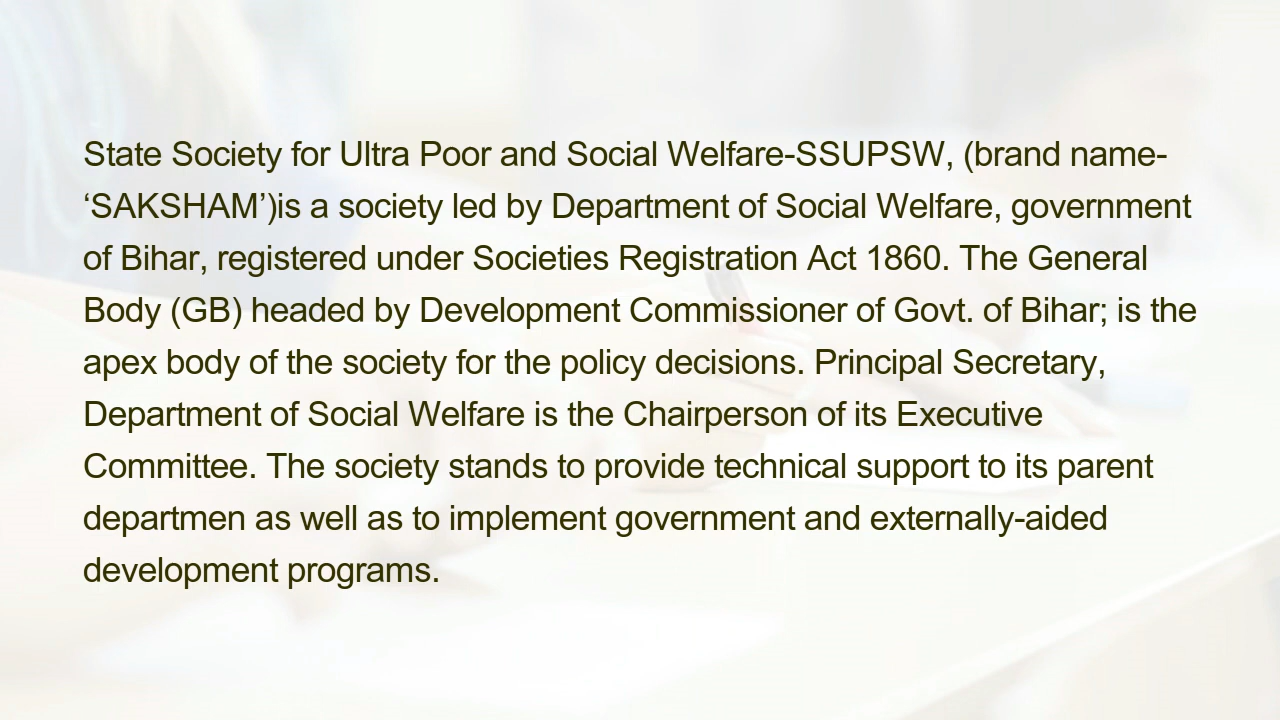 State Society for Ultra Poor and Social Welfare-SSUPSW, (brand name-
‘SAKSHAM’)is a society led by Department of Social Welfare, government
of Bihar, registered under Societies Registration Act 1860. The General
Body (GB) headed by Development Commissioner of Govt. of Bihar; is the
apex body of the society for the policy decisions. Principal Secretary,
Department of Social Welfare is the Chairperson of its Executive
Committee. The society stands to provide technical support to its parent
departmen as well as to implement government and externally-aided
development programs.